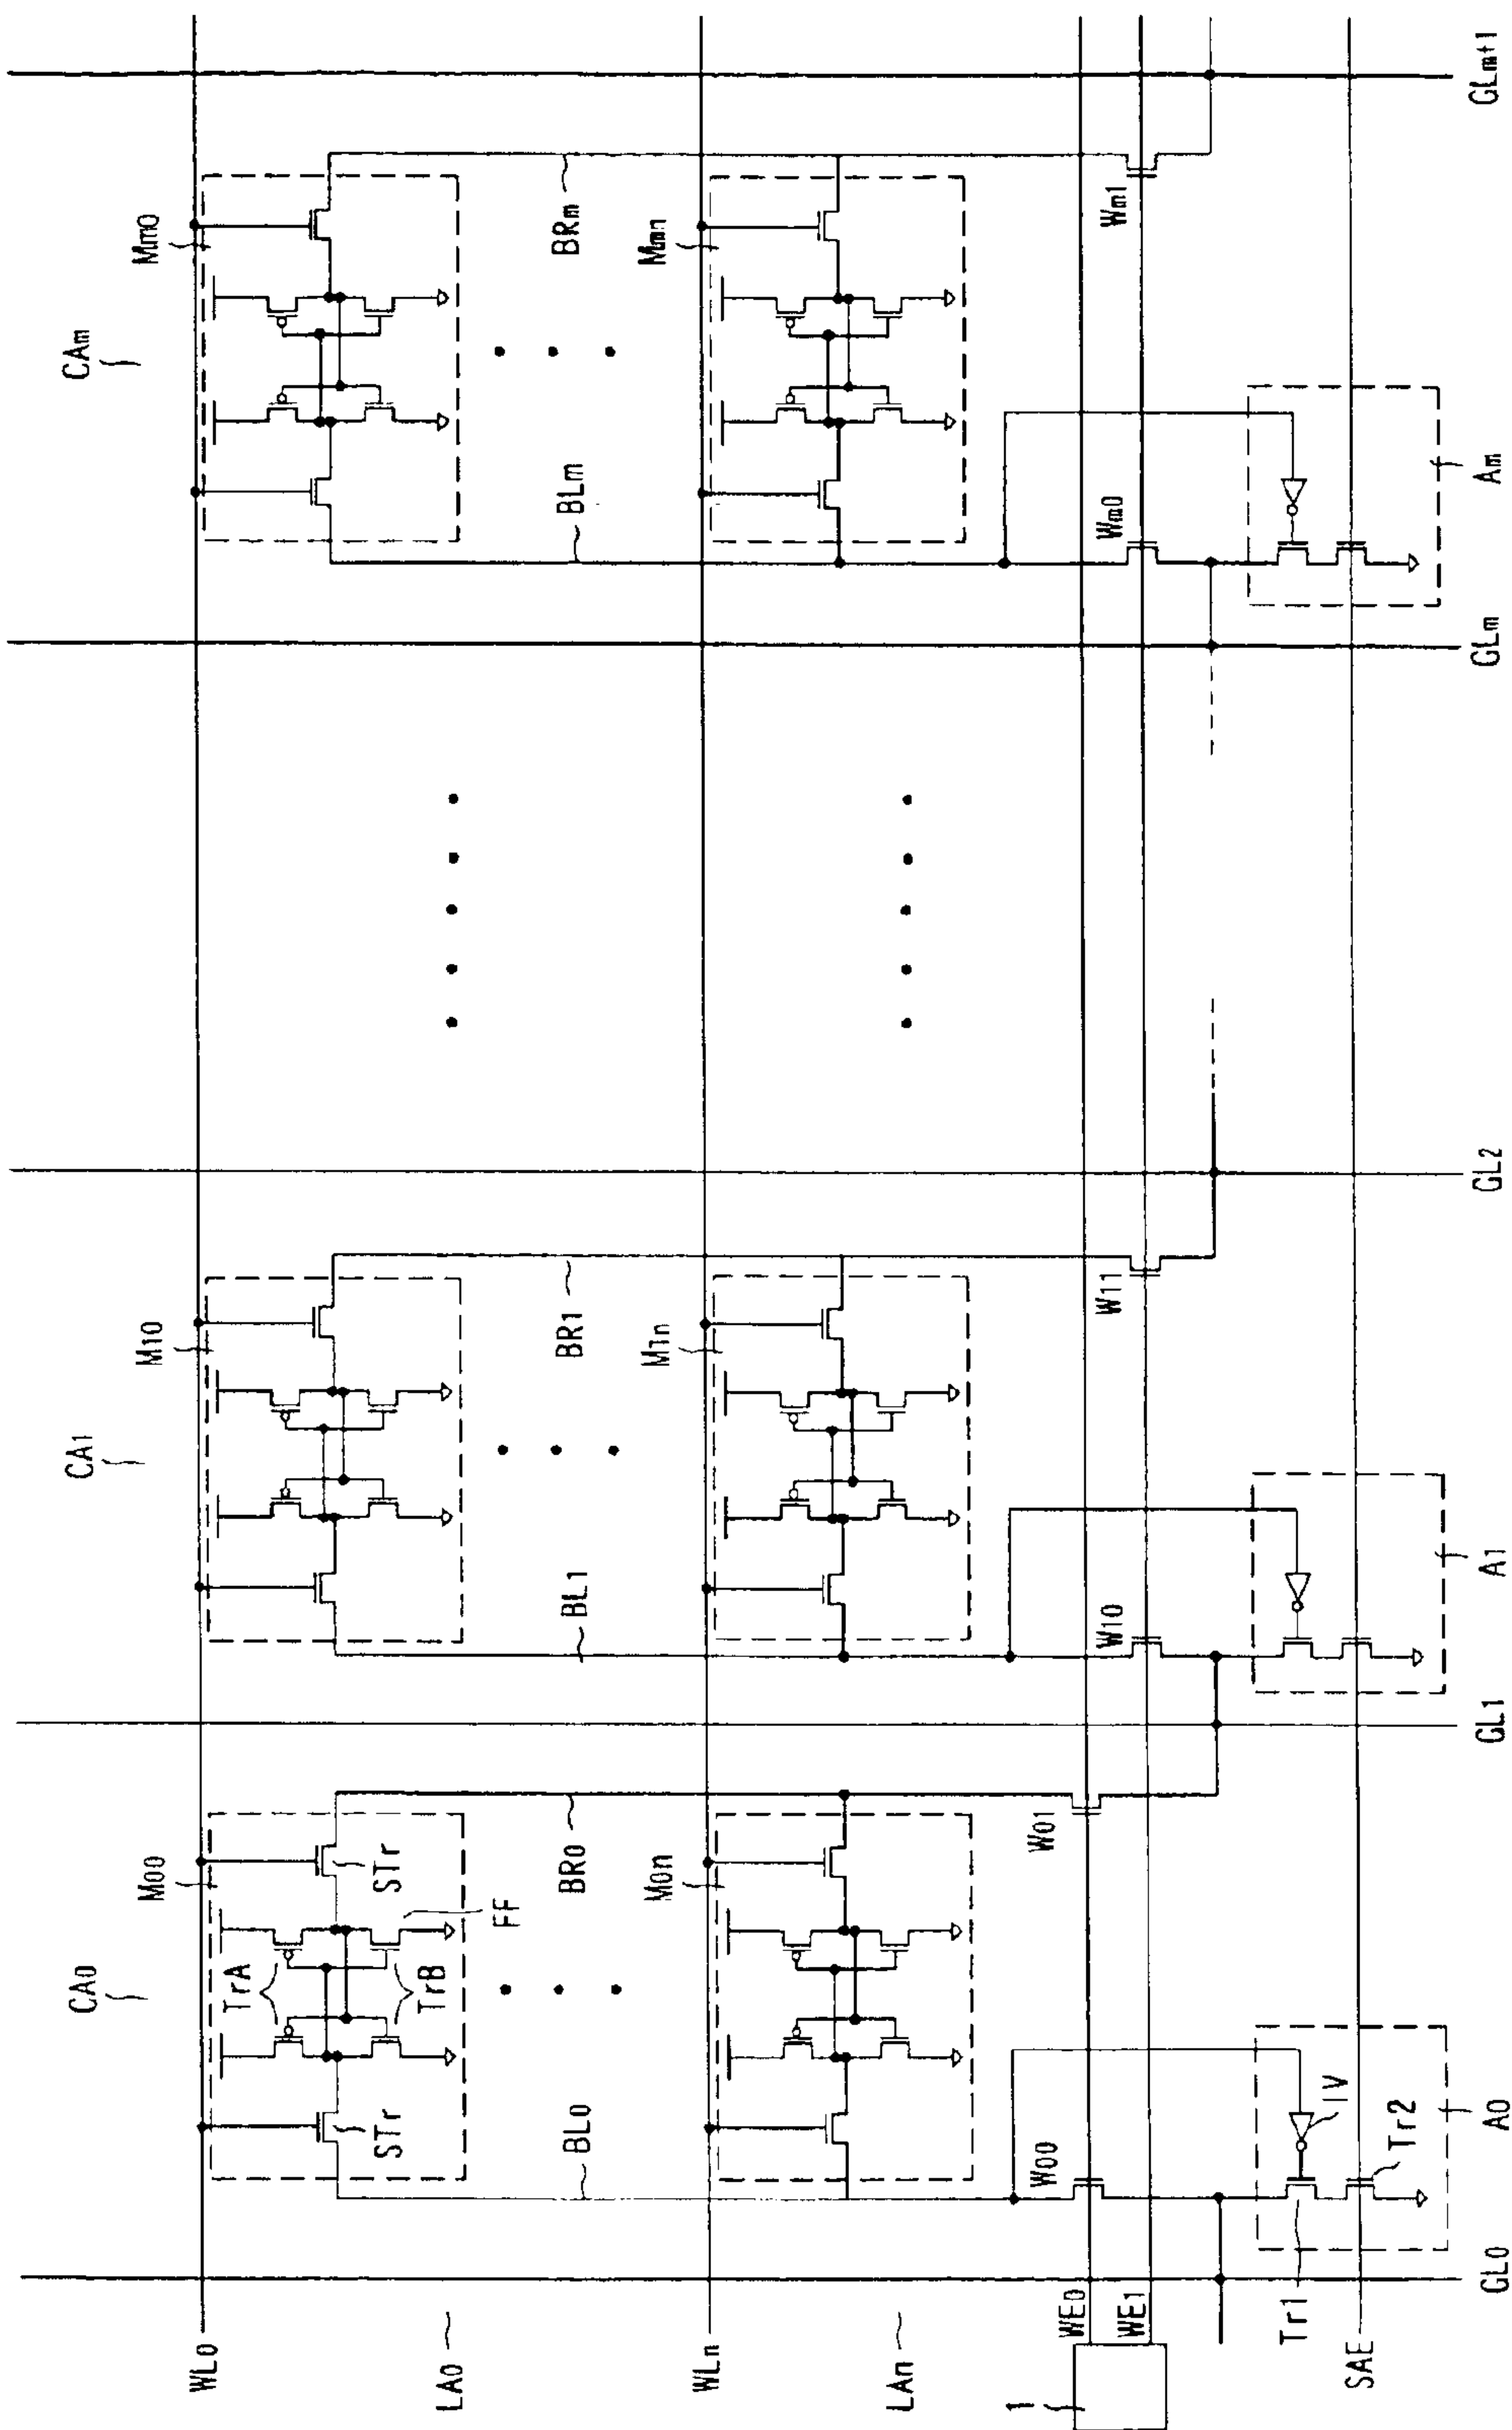 WL0
LA0
WLn
LAn
1
WE0
WE1
SAE
CA0
M00
STr
STr
TrA
TrB
FF
BL0
BR0
M0n
W00
W01
Tr1
IV
Tr2
A0
GL0
CA1
M10
BL1
BR1
M1n
W10
W11
A1
GL1
GL2
CAm
Mm0
BLm
BRm
Mmn
Wm0
Wm1
Am
GLm
GLm+1